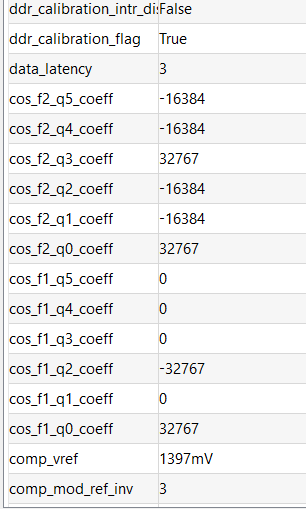 ddr_calibration_intr_di: False
ddr_calibration_flag True
data_latency 3
cos_f2_q5_coeff -16384
cos_f2_q4_coeff -16384
cos_f2_q3_coeff 32767
cos_f2_q2_coeff -16384
cos_f2_q1_coeff -16384
cos_f2_q0_coeff 32767
cos_f1_q5_coeff 0
cos_f1_q4_coeff 0
cos_f1_q3_coeff 0
cos_f1_q2_coeff -32767
cos_f1_q1_coeff 0
cos_f1_q0_coeff 32767
comp_vref 1397mV
comp_mod_ref_inv 3